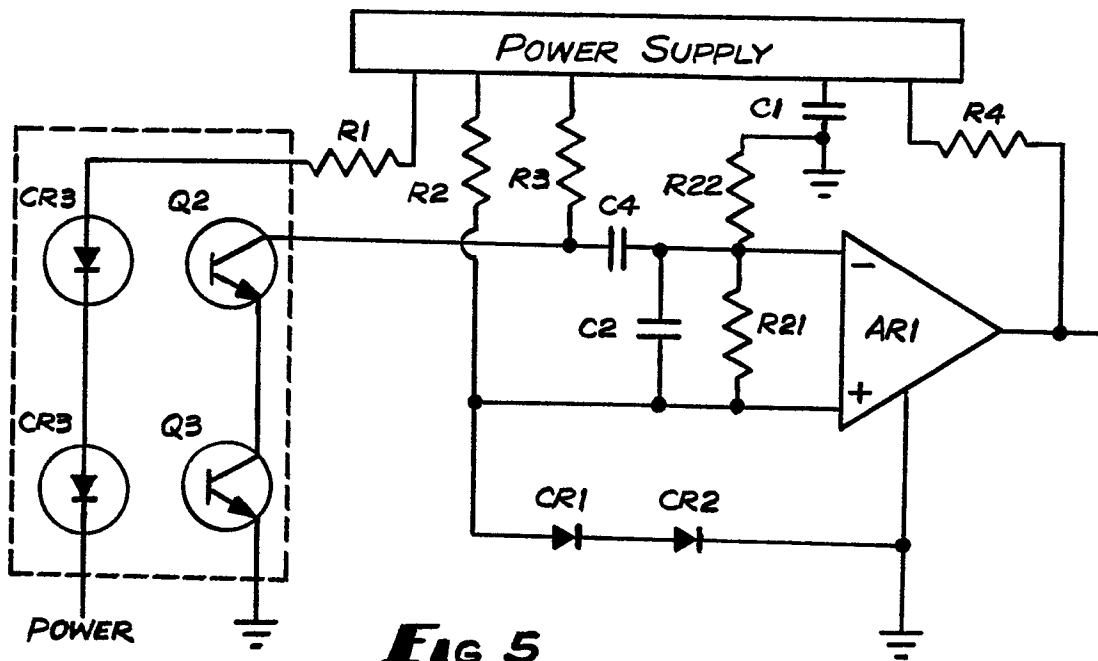 POWER SUPPLY
C1
R4
R1
R2
R3
R22
CR3
Q2
C4
C2
R21
−
AR1
+
CR3
Q3
CR1
CR2
POWER
FIG 5